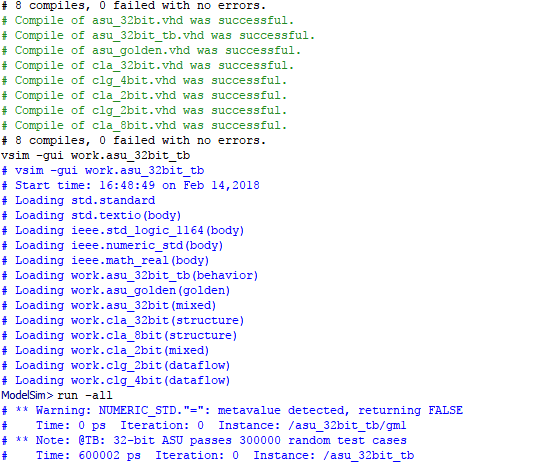 # 8 compiles, 0 failed with no errors.
# Compile of asu_32bit.vhd was successful.
# Compile of asu_32bit_tb.vhd was successful.
# Compile of asu_golden.vhd was successful.
# Compile of cla_32bit.vhd was successful.
# Compile of clg_4bit.vhd was successful.
# Compile of cla_2bit.vhd was successful.
# Compile of clg_2bit.vhd was successful.
# Compile of cla_8bit.vhd was successful.
# 8 compiles, 0 failed with no errors.
vsim -gui work.asu_32bit_tb
# vsim -gui work.asu_32bit_tb
# Start time: 16:48:49 on Feb 14,2018
# Loading std.standard
# Loading std.textio(body)
# Loading ieee.std_logic_1164(body)
# Loading ieee.numeric_std(body)
# Loading ieee.math_real(body)
# Loading work.asu_32bit_tb(behavior)
# Loading work.asu_golden(golden)
# Loading work.asu_32bit(mixed)
# Loading work.cla_32bit(structure)
# Loading work.cla_8bit(structure)
# Loading work.cla_2bit(mixed)
# Loading work.clg_2bit(dataflow)
# Loading work.clg_4bit(dataflow)
ModelSim> run -all
# ** Warning: NUMERIC_STD."=": metavalue detected, returning FALSE
#    Time: 0 ps  Iteration: 0  Instance: /asu_32bit_tb/gm1
# ** Note: @TB: 32-bit ASU passes 300000 random test cases
#    Time: 600002 ps  Iteration: 0  Instance: /asu_32bit_tb